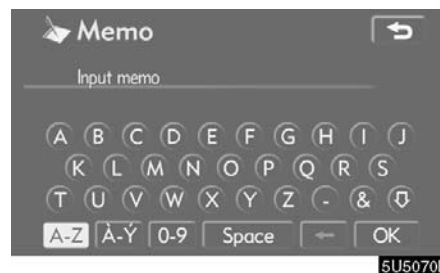 Memo
Input memo
A B C D E F G H I J
K L M N O P Q R S
T U V W X Y Z - &
A-Z À-Ý 0-9 Space ← OK
5U5070